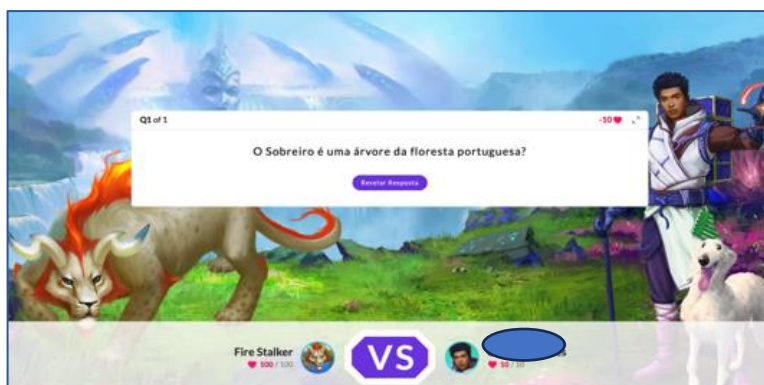 Q1 of 1
-10
O Sobreiro é uma árvore da floresta portuguesa?
Revelar Resposta
Fire Stalker
100 / 100
VS
10 / 10